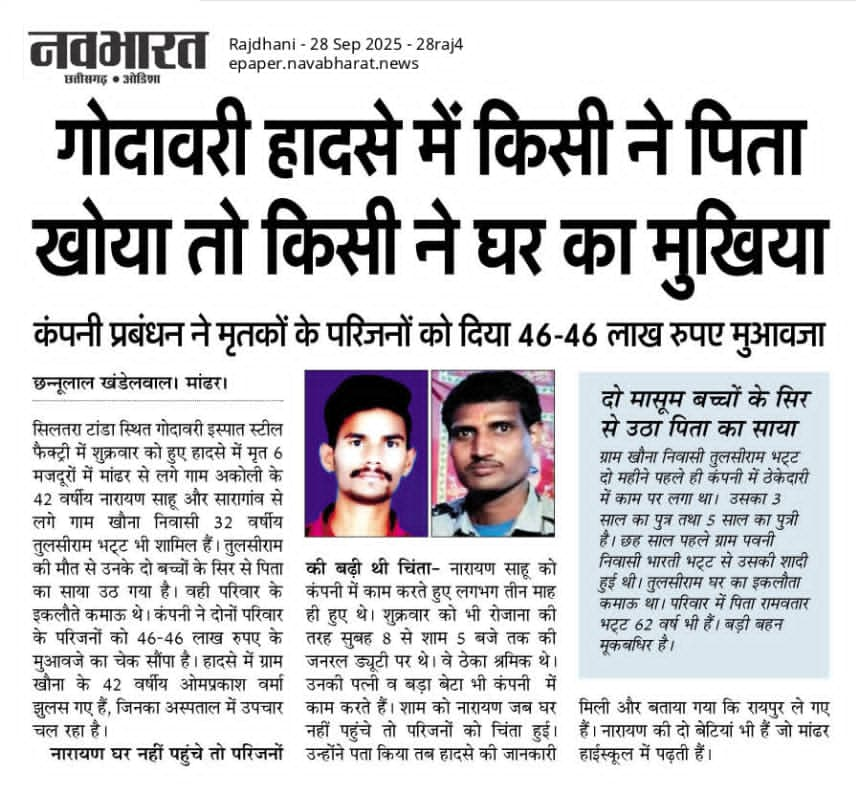 नवभारत
छत्तीसगढ़ • ओडिशा
Rajdhani - 28 Sep 2025 - 28raj4
epaper.navabharat.news
गोदावरी हादसे में किसी ने पिता
खोया तो किसी ने घर का मुखिया
कंपनी प्रबंधन ने मृतकों के परिजनों को दिया 46-46 लाख रुपए मुआवजा
छन्नूलाल खंडेलवाल। मांढर।
सिलतरा टांडा स्थित गोदावरी इस्पात स्टील
फैक्ट्री में शुक्रवार को हुए हादसे में मृत 6
मजदूरों में मांढर से लगे गाम अकोली के
42 वर्षीय नारायण साहू और सारागांव से
लगे गाम खौना निवासी 32 वर्षीय
तुलसीराम भट्ट भी शामिल हैं। तुलसीराम
की मौत से उनके दो बच्चों के सिर से पिता
का साया उठ गया है। वही परिवार के
इकलौते कमाऊ थे। कंपनी ने दोनों परिवार
के परिजनों को 46-46 लाख रुपए के
मुआवजे का चेक सौंपा है। हादसे में ग्राम
खौना के 42 वर्षीय ओमप्रकाश वर्मा
झुलस गए हैं, जिनका अस्पताल में उपचार
चल रहा है।
नारायण घर नहीं पहुंचे तो परिजनों
की बढ़ी थी चिंता- नारायण साहू को
कंपनी में काम करते हुए लगभग तीन माह
ही हुए थे। शुक्रवार को भी रोजाना की
तरह सुबह 8 से शाम 5 बजे तक की
जनरल ड्यूटी पर थे। वे ठेका श्रमिक थे।
उनकी पत्नी व बड़ा बेटा भी कंपनी में
काम करते हैं। शाम को नारायण जब घर
नहीं पहुंचे तो परिजनों को चिंता हुई।
उन्होंने पता किया तब हादसे की जानकारी
मिली और बताया गया कि रायपुर ले गए
हैं। नारायण की दो बेटियां भी हैं जो मांढर
हाईस्कूल में पढ़ती हैं।
दो मासूम बच्चों के सिर
से उठा पिता का साया
ग्राम खौना निवासी तुलसीराम भट्ट
दो महीने पहले ही कंपनी में ठेकेदारी
में काम पर लगा था। उसका 3
साल का पुत्र तथा 5 साल का पुत्री
है। छह साल पहले ग्राम पवनी
निवासी भारती भट्ट से उसकी शादी
हुई थी। तुलसीराम घर का इकलौता
कमाऊ था। परिवार में पिता रामवतार
भट्ट 62 वर्ष भी हैं। बड़ी बहन
मूकबधिर है।